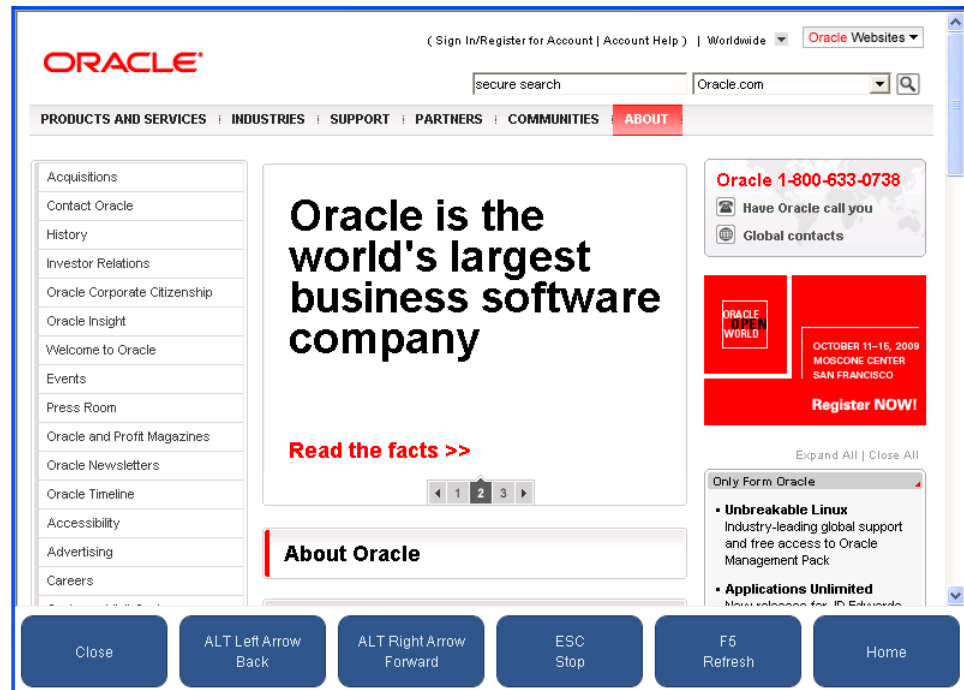 ( Sign In/Register for Account | Account Help ) | Worldwide Oracle Websites
ORACLE
secure search Oracle.com
PRODUCTS AND SERVICES INDUSTRIES SUPPORT PARTNERS COMMUNITIES ABOUT
Acquisitions
Contact Oracle
History
Investor Relations
Oracle Corporate Citizenship
Oracle Insight
Welcome to Oracle
Events
Press Room
Oracle and Profit Magazines
Oracle Newsletters
Oracle Timeline
Accessibility
Advertising
Careers
Oracle is the
world's largest
business software
company
Read the facts >>
1 2 3
About Oracle
Oracle 1-800-633-0738
Have Oracle call you
Global contacts
ORACLE
OPEN
WORLD
OCTOBER 11–15, 2009
MOSCONE CENTER
SAN FRANCISCO
Register NOW!
Expand All | Close All
Only Form Oracle
▪ Unbreakable Linux
Industry-leading global support
and free access to Oracle
Management Pack
▪ Applications Unlimited
New releases for JD Edwards
Close
ALT Left Arrow
Back
ALT Right Arrow
Forward
ESC
Stop
F5
Refresh
Home